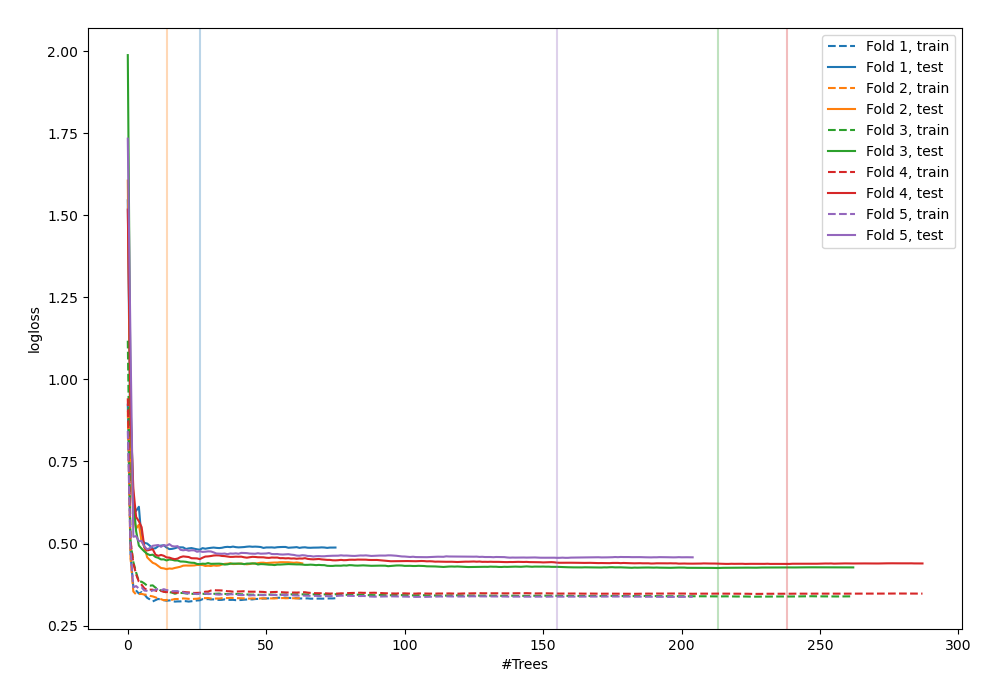 2.00
1.75
1.50
1.25
1.00
0.75
0.50
0.25
logloss
0
50
100
150
200
250
300
#Trees
Fold 1, train
Fold 1, test
Fold 2, train
Fold 2, test
Fold 3, train
Fold 3, test
Fold 4, train
Fold 4, test
Fold 5, train
Fold 5, test